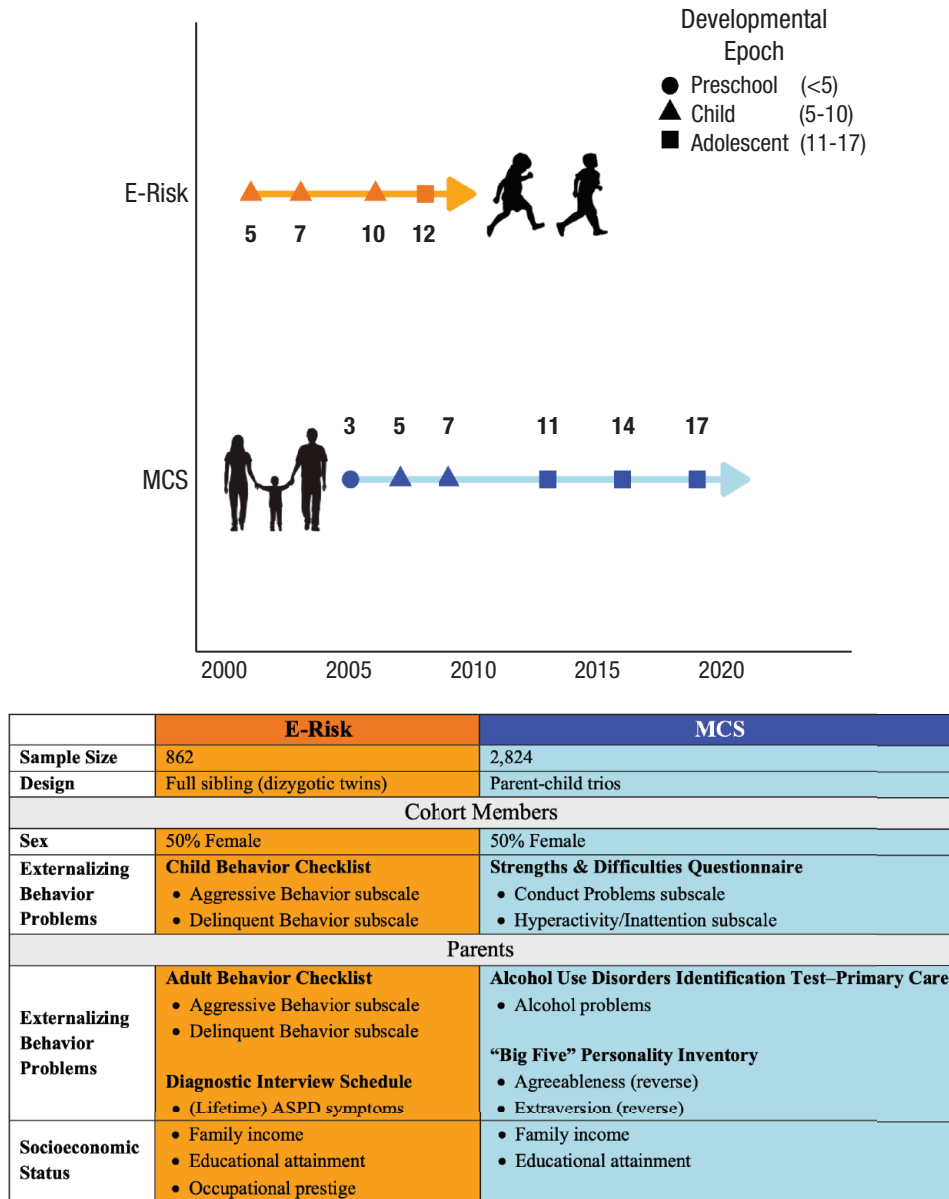 Developmental
Epoch
Preschool (<5)
Child (5-10)
Adolescent (11-17)
E-Risk
5 7 10 12
3 5 7 11 14 17
MCS
2000 2005 2010 2015 2020
E-Risk MCS
Sample Size 862 2,824
Design Full sibling (dizygotic twins) Parent-child trios
Cohort Members
Sex 50% Female 50% Female
Externalizing Behavior Problems
Child Behavior Checklist
• Aggressive Behavior subscale
• Delinquent Behavior subscale
Strengths & Difficulties Questionnaire
• Conduct Problems subscale
• Hyperactivity/Inattention subscale
Parents
Externalizing
Behavior
Problems
Adult Behavior Checklist
• Aggressive Behavior subscale
• Delinquent Behavior subscale
Diagnostic Interview Schedule
• (Lifetime) ASPD symptoms
Alcohol Use Disorders Identification Test–Primary Care
• Alcohol problems
“Big Five” Personality Inventory
• Agreeableness (reverse)
• Extraversion (reverse)
Socioeconomic
Status
• Family income
• Educational attainment
• Occupational prestige
• Family income
• Educational attainment